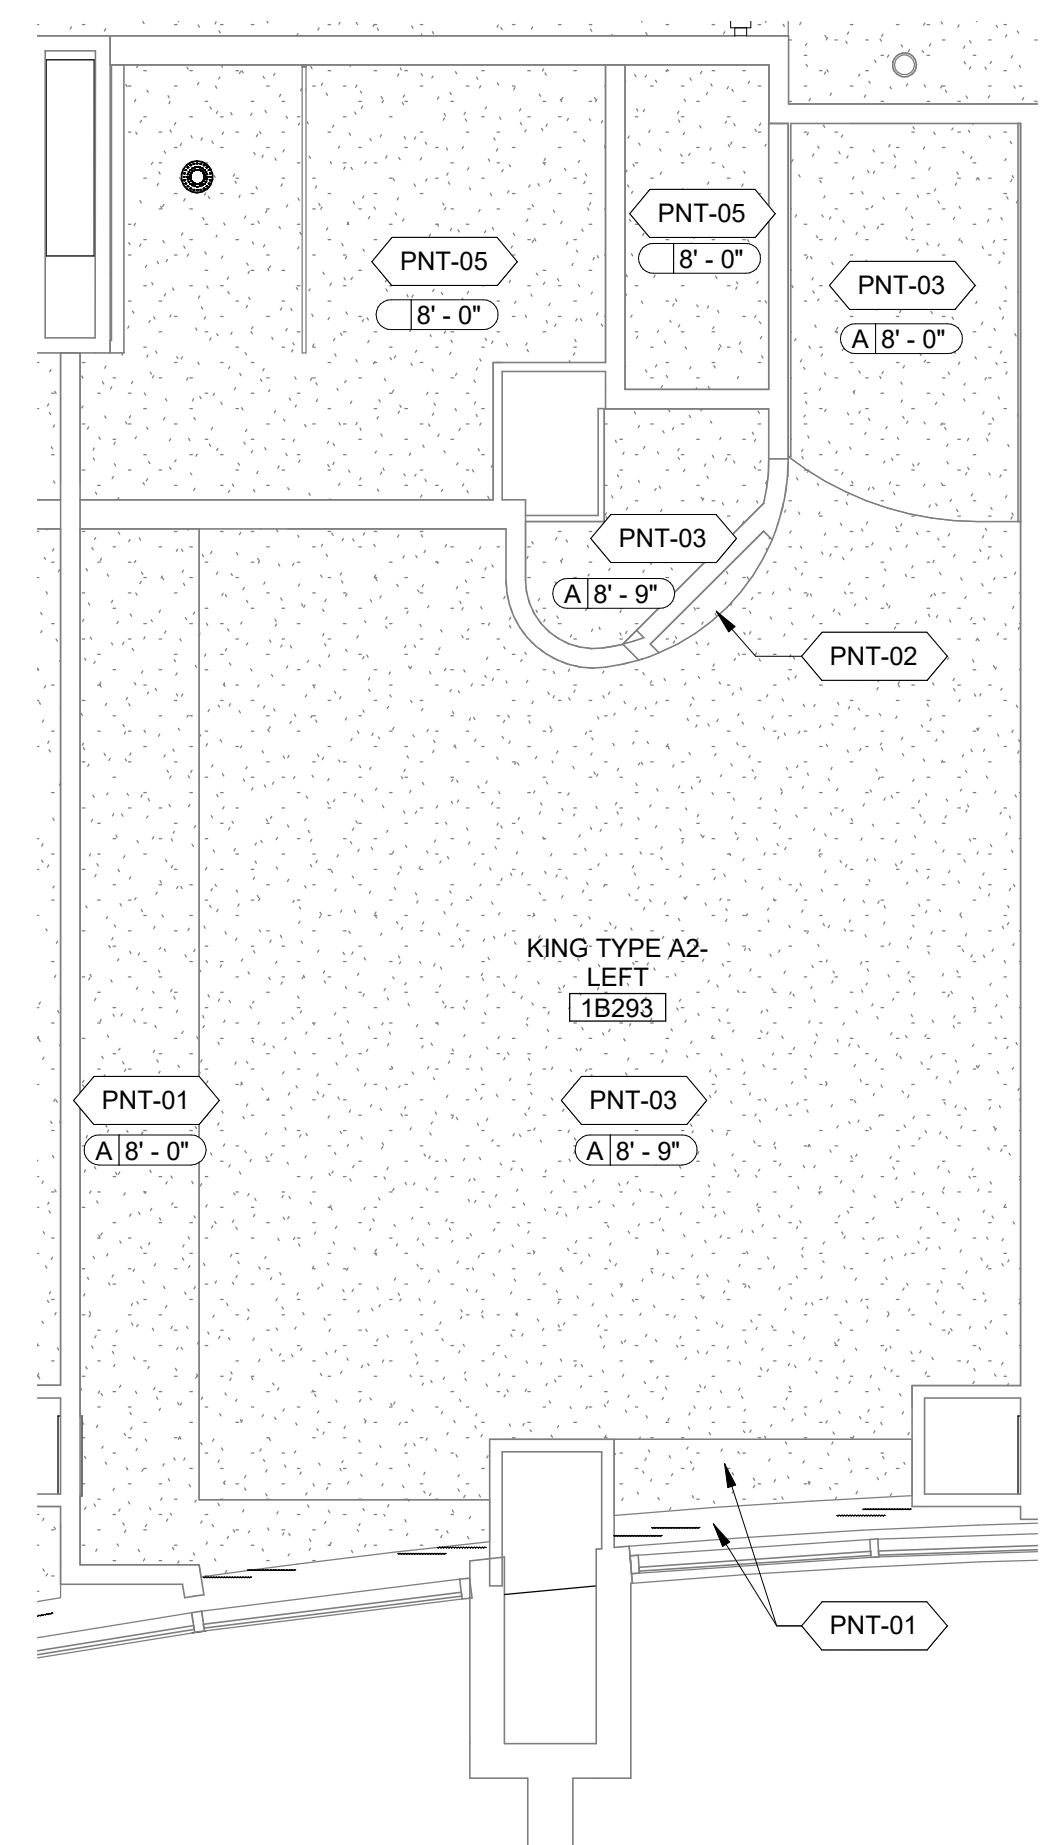 PNT-05
8' - 0"
PNT-05
8' - 0"
PNT-03
A 8' - 0"
PNT-03
A 8' - 9"
PNT-02
KING TYPE A2-
LEFT
1B293
PNT-01
A 8' - 0"
PNT-03
A 8' - 9"
PNT-01